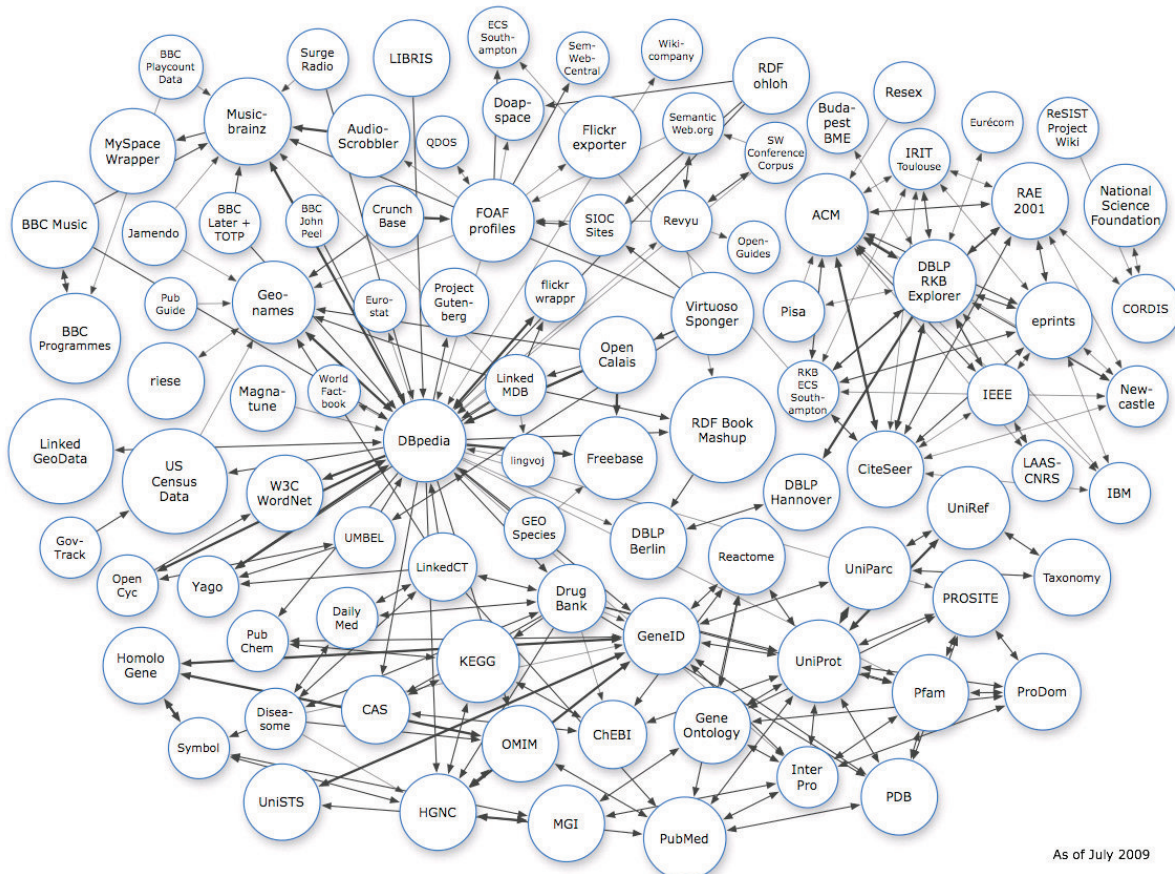 BBC
Playcount
Data
Surge
Radio
LIBRIS
ECS
South-
ampton
Sem-
Web-
Central
Wiki-
company
RDF
ohloh
Music-
brainz
Doap-
space
Flickr
exporter
Semantic
Web.org
Buda-
pest
BME
Resex
Eurécom
ReSIST
Project
Wiki
MySpace
Wrapper
Audio-
Scrobbler
QDOS
SW
Conference
Corpus
IRIT
Toulouse
National
Science
Foundation
RAE
2001
ACM
BBC Music
Jamendo
BBC
Later +
TOTP
BBC
John
Peel
Crunch
Base
FOAF
profiles
SIOC
Sites
Revyu
Open-
Guides
DBLP
RKB
Explorer
Pub
Guide
Geo-
names
Euro-
stat
Project
Guten-
berg
flickr
wrappr
Virtuoso
Sponger
Pisa
eprints
CORDIS
BBC
Programmes
riese
Open
Calais
World
Fact-
book
Linked
MDB
RKB
ECS
South-
ampton
IEEE
New-
castle
Magna-
tune
DBpedia
RDF Book
Mashup
Linked
GeoData
US
Census
Data
lingvoj
Freebase
CiteSeer
LAAS-
CNRS
IBM
W3C
WordNet
DBLP
Hannover
UniRef
Gov-
Track
UMBEL
GEO
Species
DBLP
Berlin
Reactome
Open
Cyc
Yago
LinkedCT
UniParc
Taxonomy
Drug
Bank
PROSITE
Daily
Med
Pub
Chem
GeneID
Homolo
Gene
KEGG
UniProt
Pfam
ProDom
Disea-
some
CAS
ChEBI
Gene
Ontology
Symbol
OMIM
Inter
Pro
UniSTS
HGNC
MGI
PubMed
PDB
As of July 2009